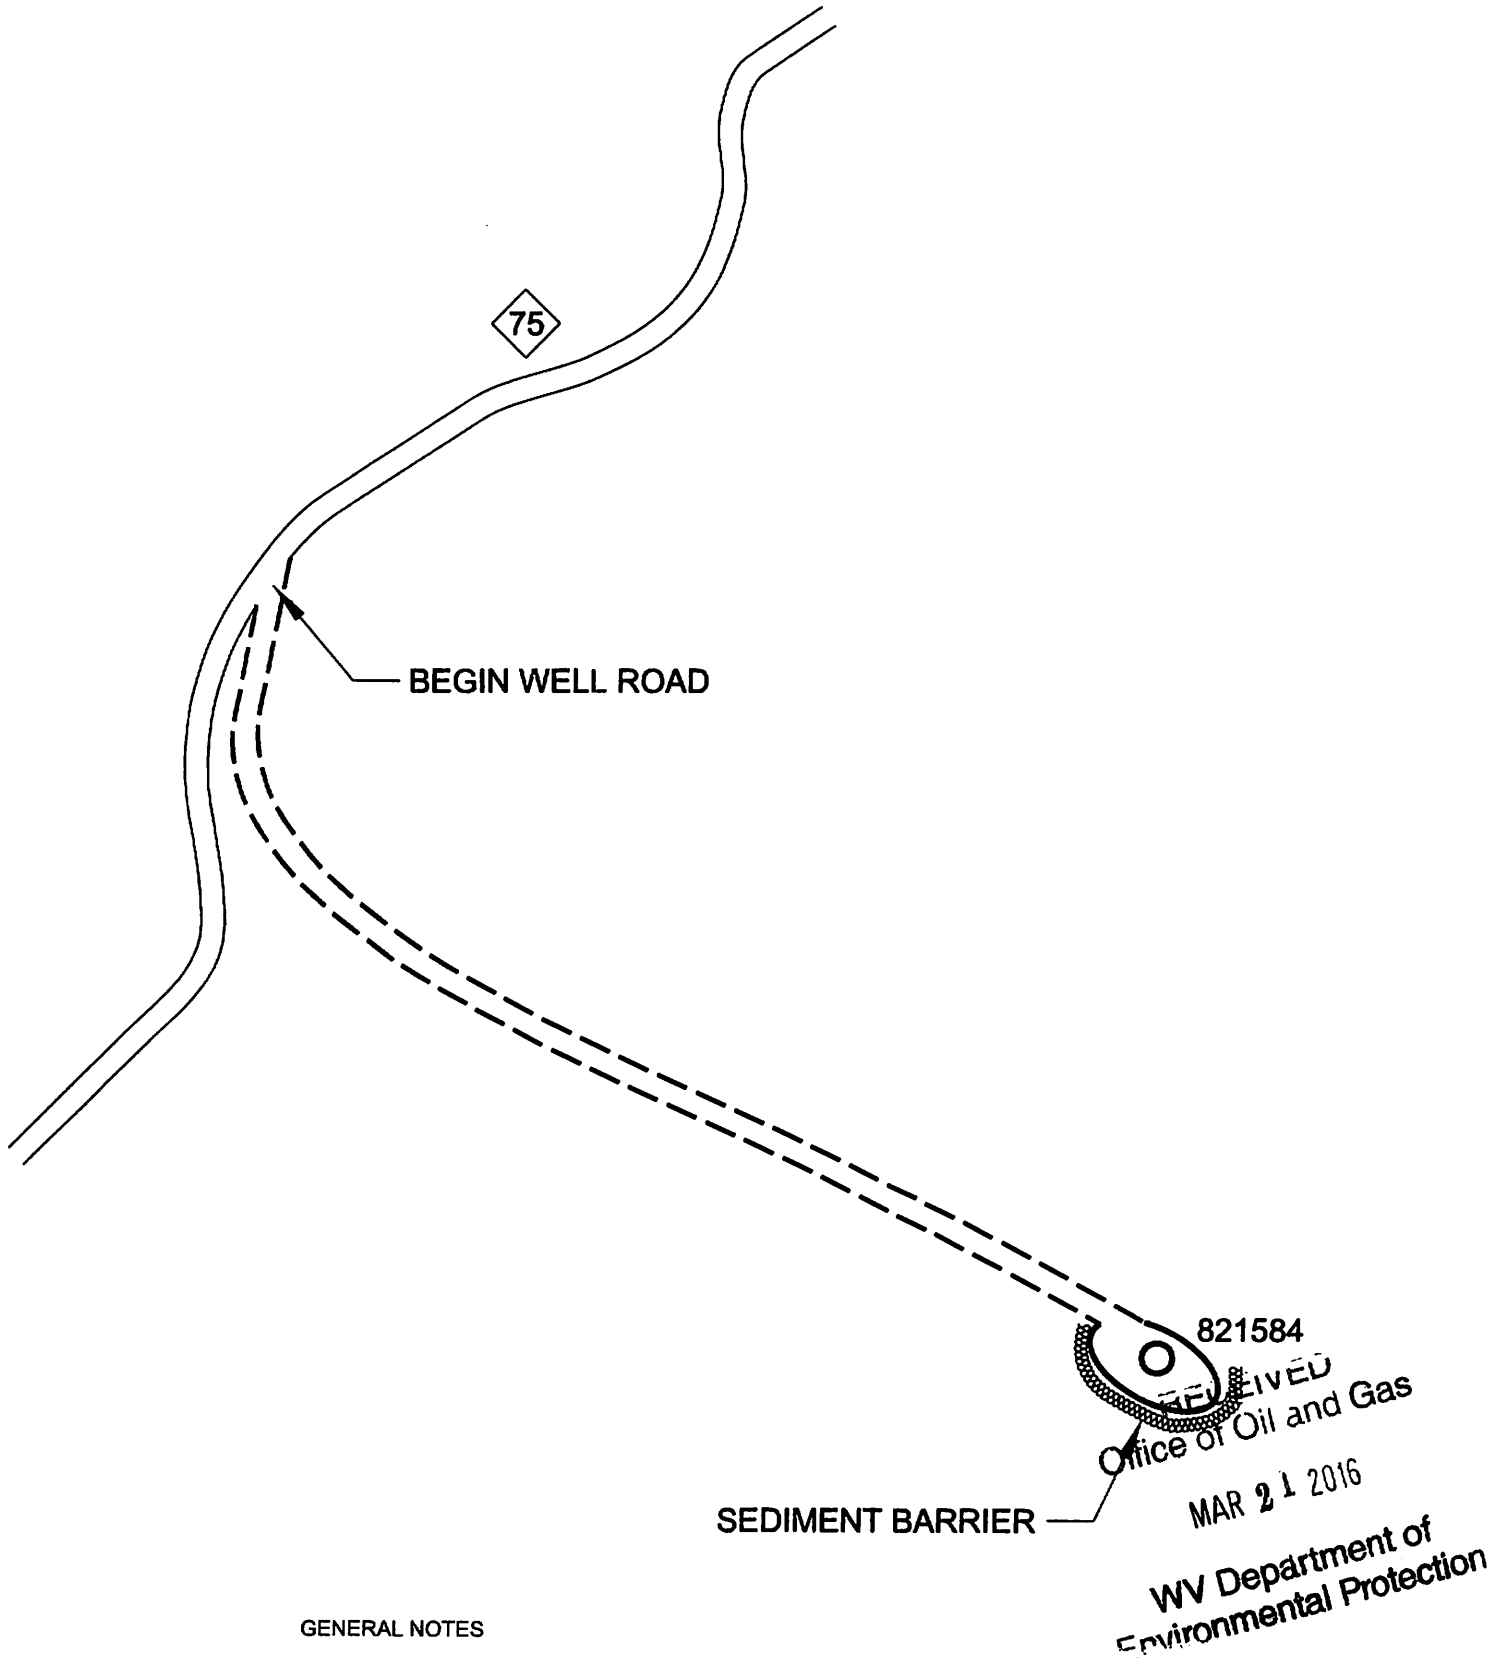 75
BEGIN WELL ROAD
821584
RECEIVED
Office of Oil and Gas
MAR 21 2016
SEDIMENT BARRIER
WV Department of
Environmental Protection
GENERAL NOTES